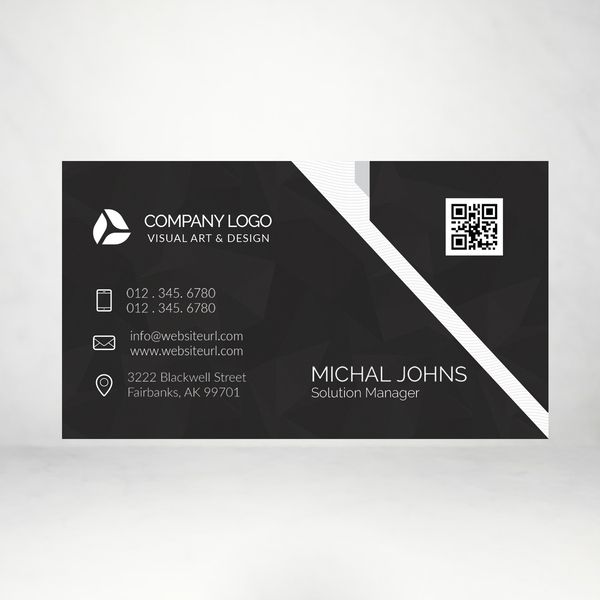 COMPANY LOGO
VISUAL ART & DESIGN
012 . 345. 6780
012 . 345. 6780
info@websiteurl.com
www.websiteurl.com
3222 Blackwell Street
Fairbanks, AK 99701
MICHAL JOHNS
Solution Manager